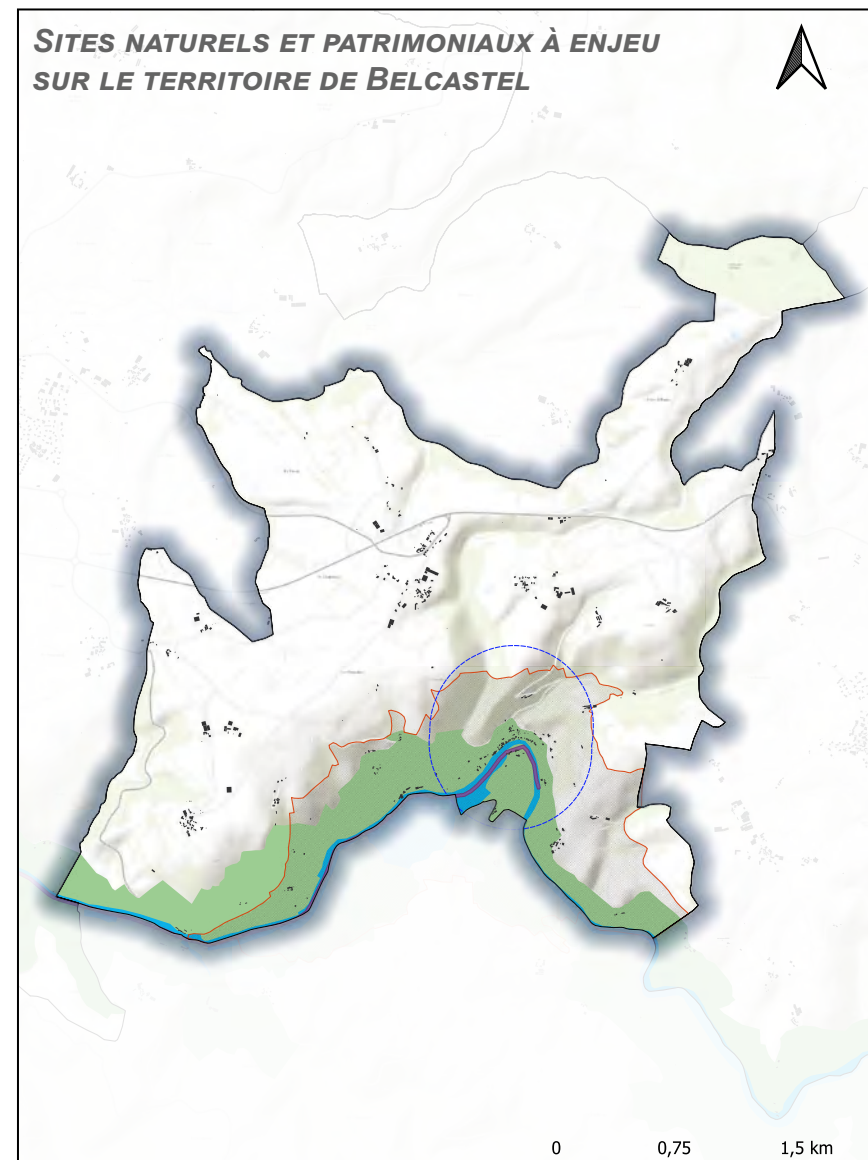 SITES NATURELS ET PATRIMONIAUX À ENJEU
SUR LE TERRITOIRE DE BELCASTEL
0 0,75 1,5 km